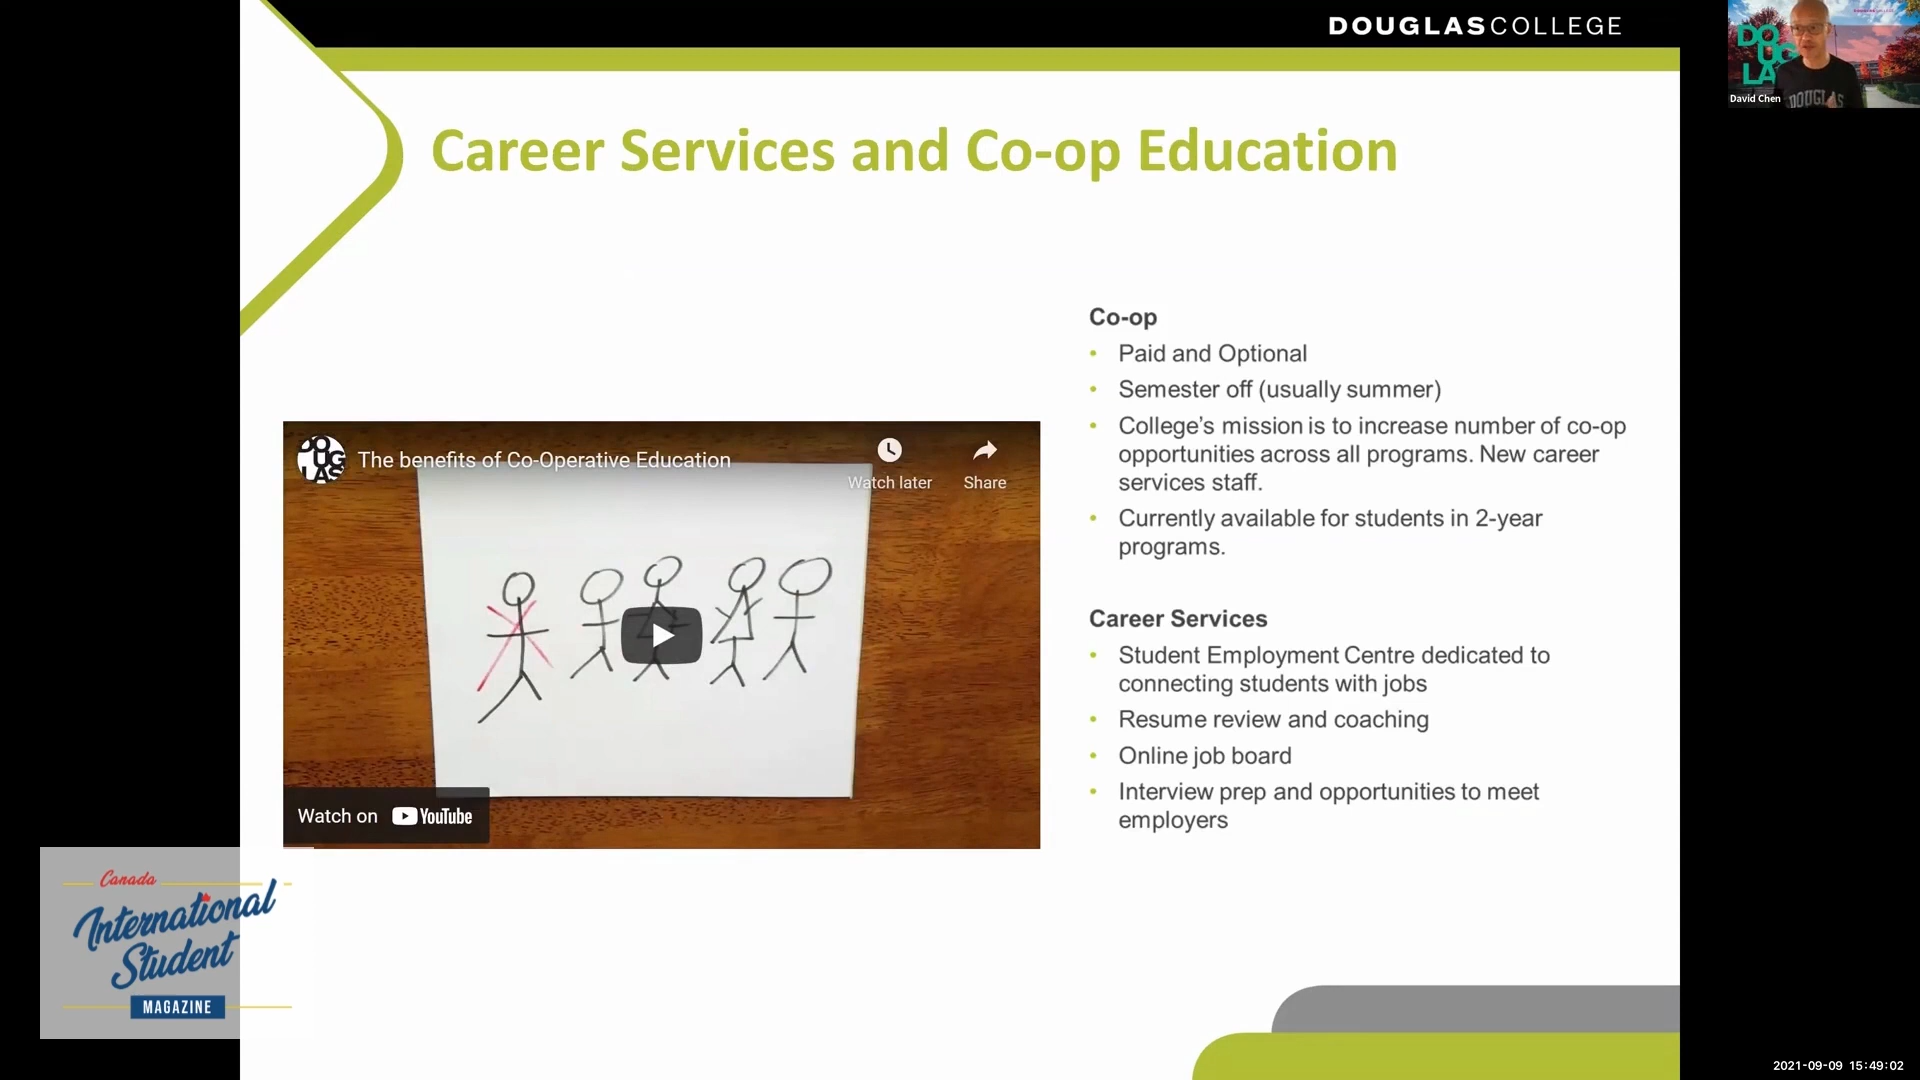 DOUGLASCOLLEGE
DOUGLAS
David Chen
DOUGLAS
Career Services and Co-op Education
Co-op
• Paid and Optional
• Semester off (usually summer)
• College’s mission is to increase number of co-op
opportunities across all programs. New career
services staff.
• Currently available for students in 2-year
programs.
Career Services
• Student Employment Centre dedicated to
connecting students with jobs
• Resume review and coaching
• Online job board
• Interview prep and opportunities to meet
employers
DOUGLAS
The benefits of Co-Operative Education
Watch later
Share
Watch on YouTube
Canada
International
Student
MAGAZINE
2021-09-09 15:49:02